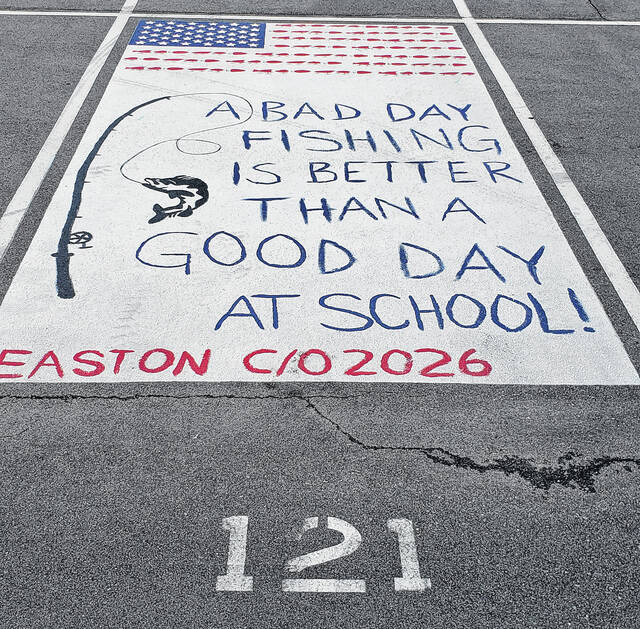 A BAD DAY
FISHING
IS BETTER
THAN A
GOOD DAY
AT SCHOOL!
EASTON C/O 2026
121